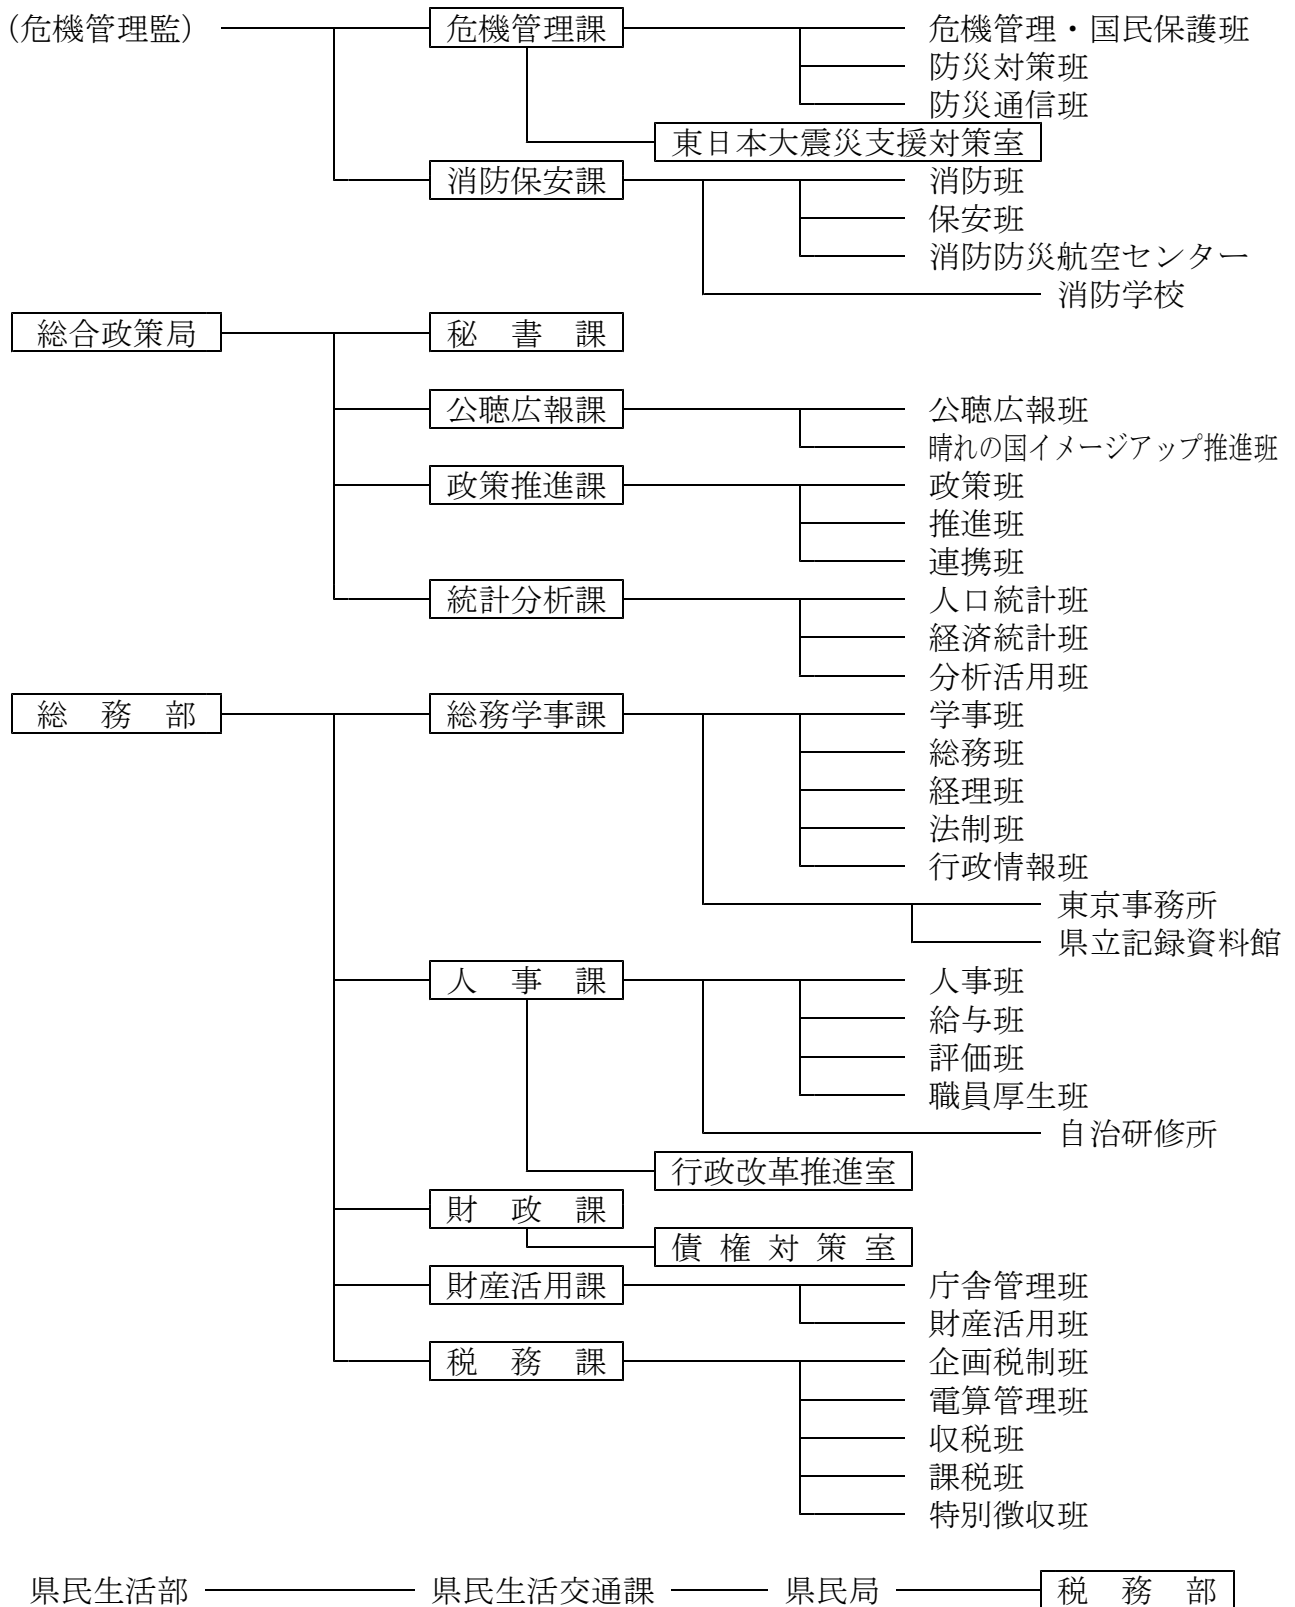 （危機管理監） 危機管理課 危機管理・国民保護班
防災対策班
防災通信班
東日本大震災支援対策室
消防保安課 消防班
保安班
消防防災航空センター
消防学校
総合政策局 秘書課
公聴広報課 公聴広報班
晴れの国イメージアップ推進班
政策推進課 政策班
推進班
連携班
統計分析課 人口統計班
経済統計班
分析活用班
総務部 総務学事課 学事班
総務班
経理班
法制班
行政情報班
東京事務所
県立記録資料館
人事課 人事班
給与班
評価班
職員厚生班
自治研修所
行政改革推進室
財政課
債権対策室
財産活用課 庁舎管理班
財産活用班
税務課 企画税制班
電算管理班
収税班
課税班
特別徴収班
県民生活部 県民生活交通課 県民局 税務部